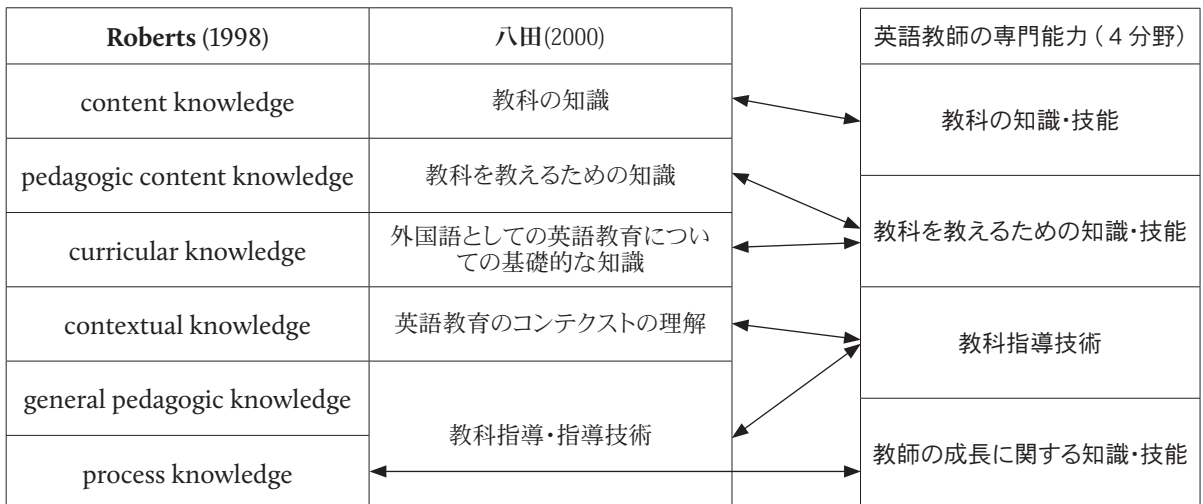 Roberts (1998)
八田(2000)
英語教師の専門能力（4分野）
content knowledge
教科の知識
教科の知識・技能
pedagogic content knowledge
教科を教えるための知識
教科を教えるための知識・技能
curricular knowledge
外国語としての英語教育につい
ての基礎的な知識
contextual knowledge
英語教育のコンテクストの理解
教科指導技術
general pedagogic knowledge
教科指導・指導技術
process knowledge
教師の成長に関する知識・技能